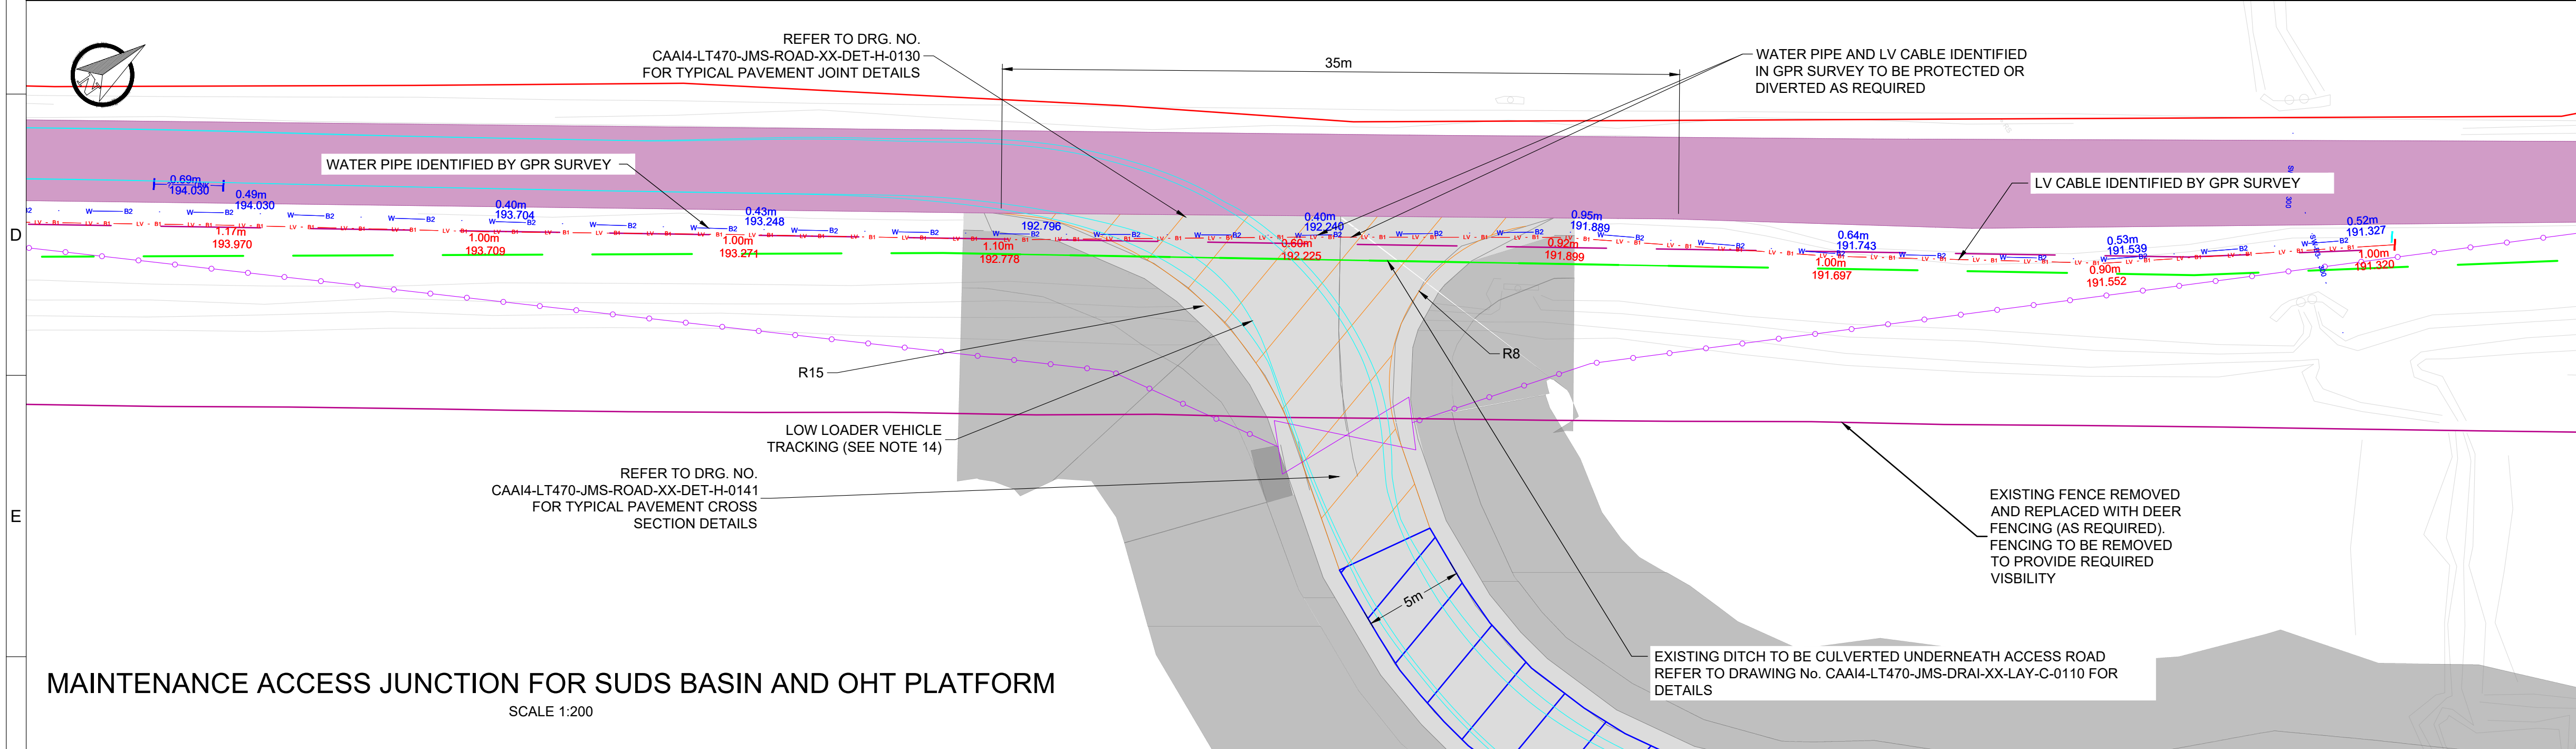 REFER TO DRG. NO.
CAAI4-LT470-JMS-ROAD-XX-DET-H-0130
FOR TYPICAL PAVEMENT JOINT DETAILS
35m
WATER PIPE AND LV CABLE IDENTIFIED
IN GPR SURVEY TO BE PROTECTED OR
DIVERTED AS REQUIRED
WATER PIPE IDENTIFIED BY GPR SURVEY
LV CABLE IDENTIFIED BY GPR SURVEY
0.69m
194.030
0.49m
194.030
0.40m
193.704
0.43m
193.248
192.796
0.40m
192.240
0.95m
191.889
0.64m
191.743
0.53m
191.539
0.52m
191.327
1.17m
193.970
1.00m
193.709
1.00m
193.271
1.10m
192.778
0.60m
192.225
0.92m
191.899
1.00m
191.697
0.90m
191.552
1.00m
191.320
W B2
LV - B1
300
300
D
E
R15
R8
LOW LOADER VEHICLE
TRACKING (SEE NOTE 14)
REFER TO DRG. NO.
CAAI4-LT470-JMS-ROAD-XX-DET-H-0141
FOR TYPICAL PAVEMENT CROSS
SECTION DETAILS
EXISTING FENCE REMOVED
AND REPLACED WITH DEER
FENCING (AS REQUIRED).
FENCING TO BE REMOVED
TO PROVIDE REQUIRED
VISBILITY
5m
EXISTING DITCH TO BE CULVERTED UNDERNEATH ACCESS ROAD
REFER TO DRAWING No. CAAI4-LT470-JMS-DRAI-XX-LAY-C-0110 FOR
DETAILS
MAINTENANCE ACCESS JUNCTION FOR SUDS BASIN AND OHT PLATFORM
SCALE 1:200